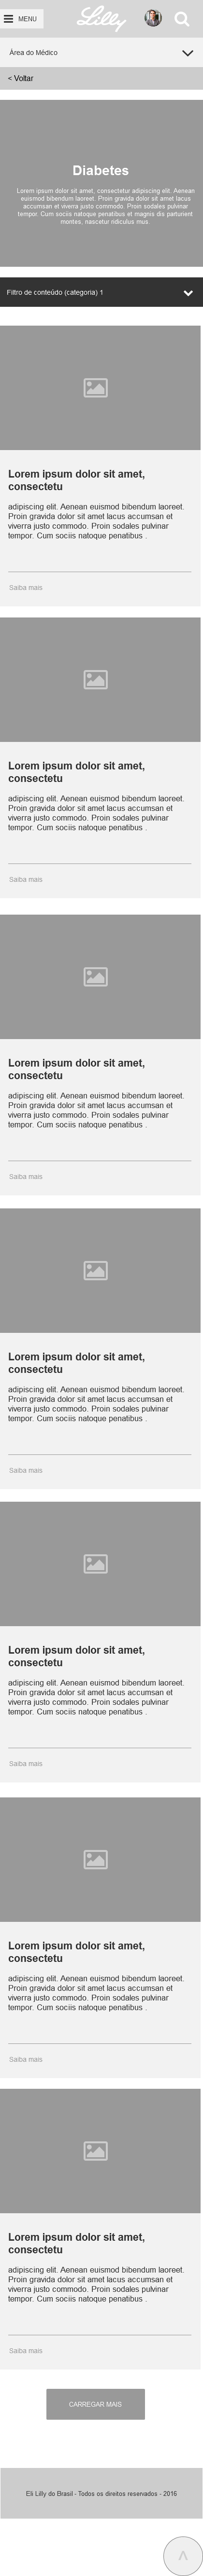 MENU
Lilly
Área do Médico
< Voltar
Diabetes
Lorem ipsum dolor sit amet, consectetur adipiscing elit. Aenean
euismod bibendum laoreet. Proin gravida dolor sit amet lacus
accumsan et viverra justo commodo. Proin sodales pulvinar
tempor. Cum sociis natoque penatibus et magnis dis parturient
montes, nascetur ridiculus mus.
Filtro de conteúdo (categoria) 1
Lorem ipsum dolor sit amet,
consectetu
adipiscing elit. Aenean euismod bibendum laoreet.
Proin gravida dolor sit amet lacus accumsan et
viverra justo commodo. Proin sodales pulvinar
tempor. Cum sociis natoque penatibus .
Saiba mais
Lorem ipsum dolor sit amet,
consectetu
adipiscing elit. Aenean euismod bibendum laoreet.
Proin gravida dolor sit amet lacus accumsan et
viverra justo commodo. Proin sodales pulvinar
tempor. Cum sociis natoque penatibus .
Saiba mais
Lorem ipsum dolor sit amet,
consectetu
adipiscing elit. Aenean euismod bibendum laoreet.
Proin gravida dolor sit amet lacus accumsan et
viverra justo commodo. Proin sodales pulvinar
tempor. Cum sociis natoque penatibus .
Saiba mais
Lorem ipsum dolor sit amet,
consectetu
adipiscing elit. Aenean euismod bibendum laoreet.
Proin gravida dolor sit amet lacus accumsan et
viverra justo commodo. Proin sodales pulvinar
tempor. Cum sociis natoque penatibus .
Saiba mais
Lorem ipsum dolor sit amet,
consectetu
adipiscing elit. Aenean euismod bibendum laoreet.
Proin gravida dolor sit amet lacus accumsan et
viverra justo commodo. Proin sodales pulvinar
tempor. Cum sociis natoque penatibus .
Saiba mais
Lorem ipsum dolor sit amet,
consectetu
adipiscing elit. Aenean euismod bibendum laoreet.
Proin gravida dolor sit amet lacus accumsan et
viverra justo commodo. Proin sodales pulvinar
tempor. Cum sociis natoque penatibus .
Saiba mais
Lorem ipsum dolor sit amet,
consectetu
adipiscing elit. Aenean euismod bibendum laoreet.
Proin gravida dolor sit amet lacus accumsan et
viverra justo commodo. Proin sodales pulvinar
tempor. Cum sociis natoque penatibus .
Saiba mais
CARREGAR MAIS
Eli Lilly do Brasil - Todos os direitos resevados - 2016